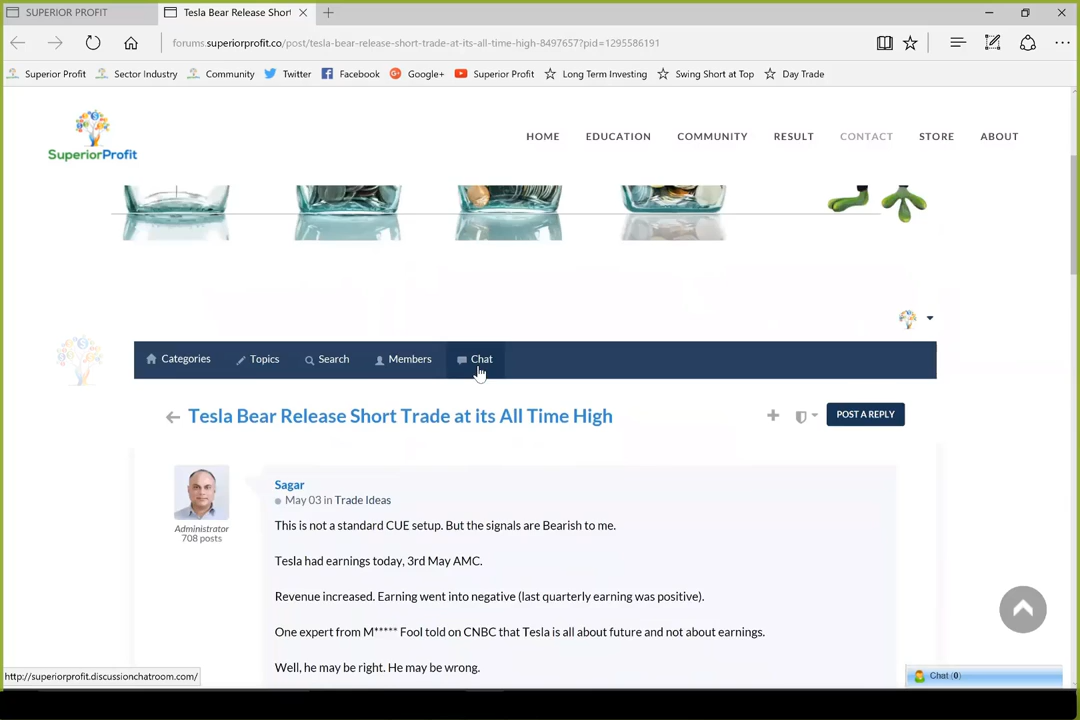 SUPERIOR PROFIT
Tesla Bear Release Short
forums.superiorprofit.co/post/tesla-bear-release-short-trade-at-its-all-time-high-8497657?pid=1295586191
Superior Profit Sector Industry Community Twitter Facebook Google+ Superior Profit Long Term Investing Swing Short at Top Day Trade
SuperiorProfit
HOME EDUCATION COMMUNITY RESULT CONTACT STORE ABOUT
Categories Topics Search Members Chat
Tesla Bear Release Short Trade at its All Time High
POST A REPLY
Administrator
708 posts
Sagar
May 03 in Trade Ideas
This is not a standard CUE setup. But the signals are Bearish to me.
Tesla had earnings today, 3rd May AMC.
Revenue increased. Earning went into negative (last quarterly earning was positive).
One expert from M***** Fool told on CNBC that Tesla is all about future and not about earnings.
Well, he may be right. He may be wrong.
http://superiorprofit.discussionchatroom.com/
Chat (0)